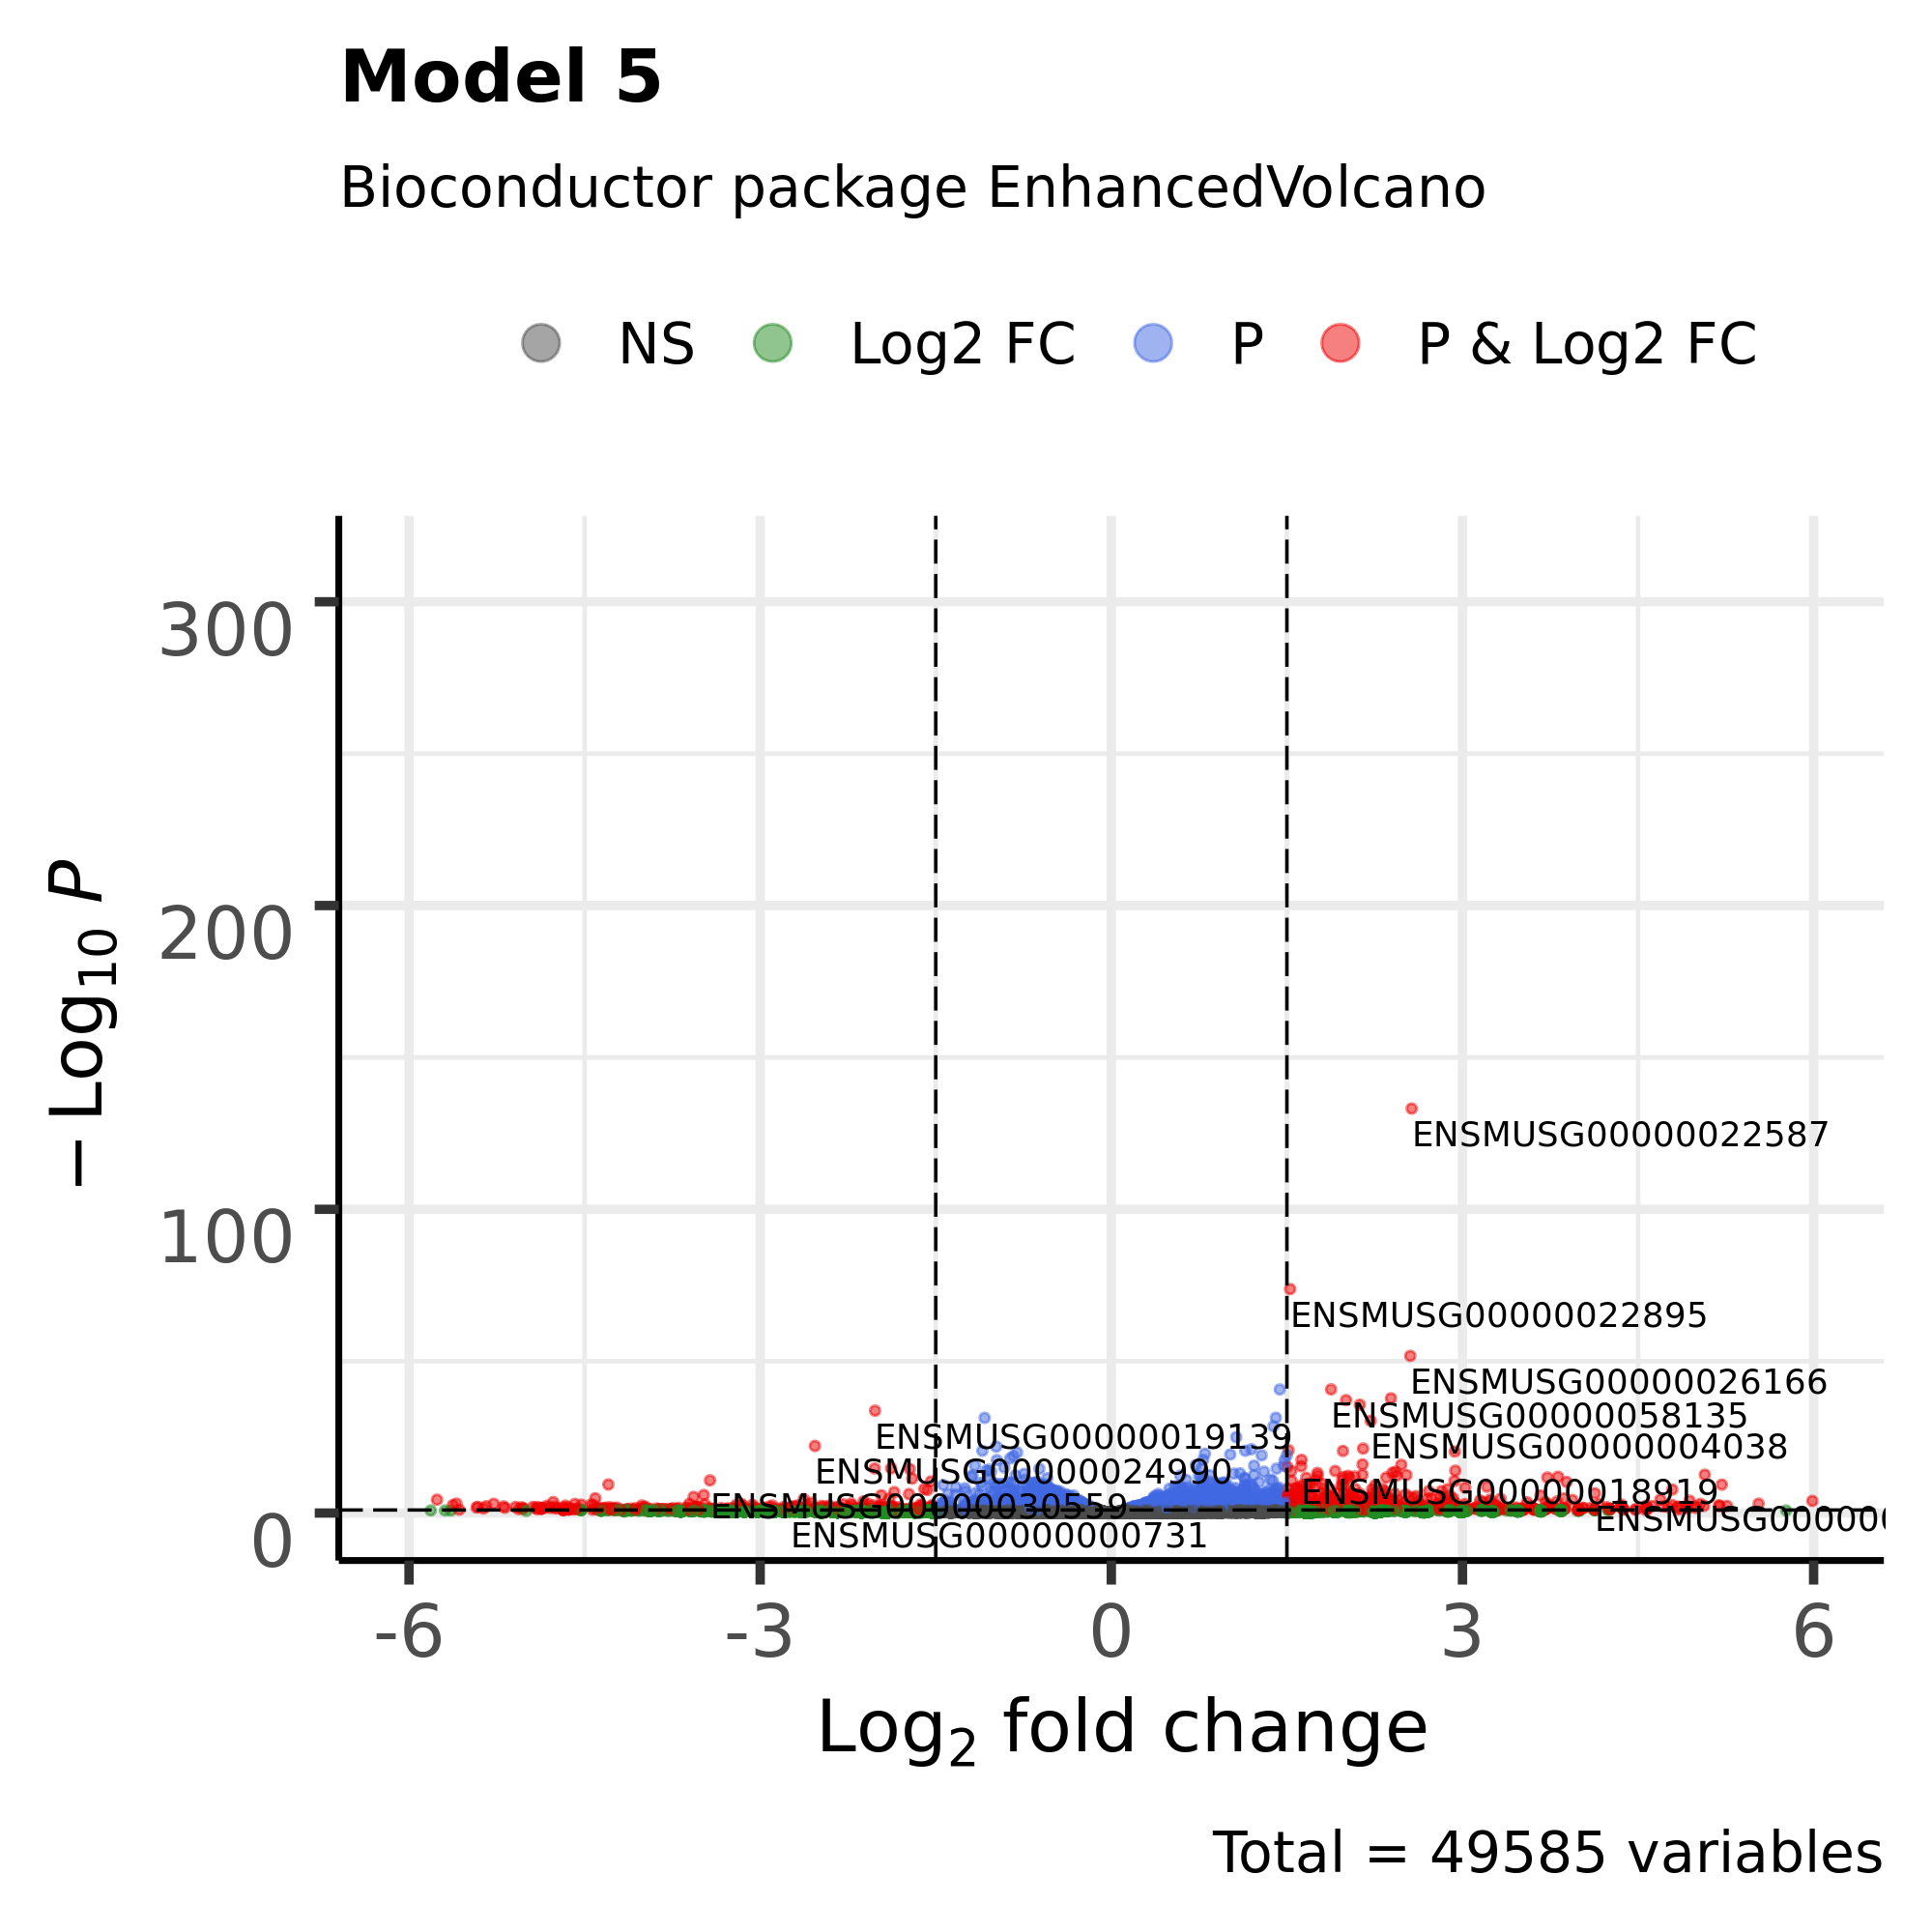 Model 5
Bioconductor package EnhancedVolcano
NS Log2 FC P P & Log2 FC
− Log10 P
300
200
100
0
ENSMUSG00000022587
ENSMUSG00000022895
ENSMUSG00000026166
ENSMUSG00000058135
ENSMUSG00000019139
ENSMUSG00000004038
ENSMUSG00000024990
ENSMUSG00000018919
ENSMUSG00000030559
ENSMUSG00000000731
-6 -3 0 3 6
Log2 fold change
Total = 49585 variables